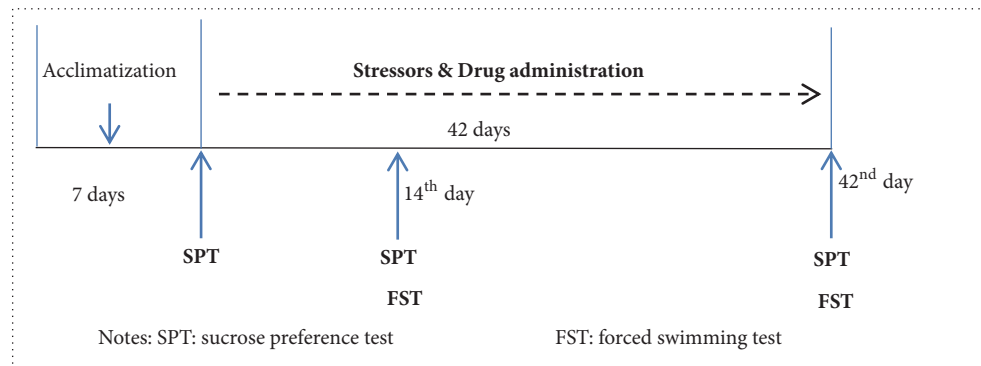 Acclimatization
Stressors & Drug administration
42 days
7 days
14th day
42nd day
SPT
SPT
SPT
FST
FST
Notes: SPT: sucrose preference test
FST: forced swimming test